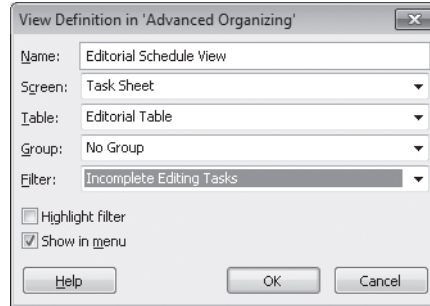 View Definition in 'Advanced Organizing'
Name: Editorial Schedule View
Screen: Task Sheet
Table: Editorial Table
Group: No Group
Filter: Incomplete Editing Tasks
Highlight filter
Show in menu
Help OK Cancel